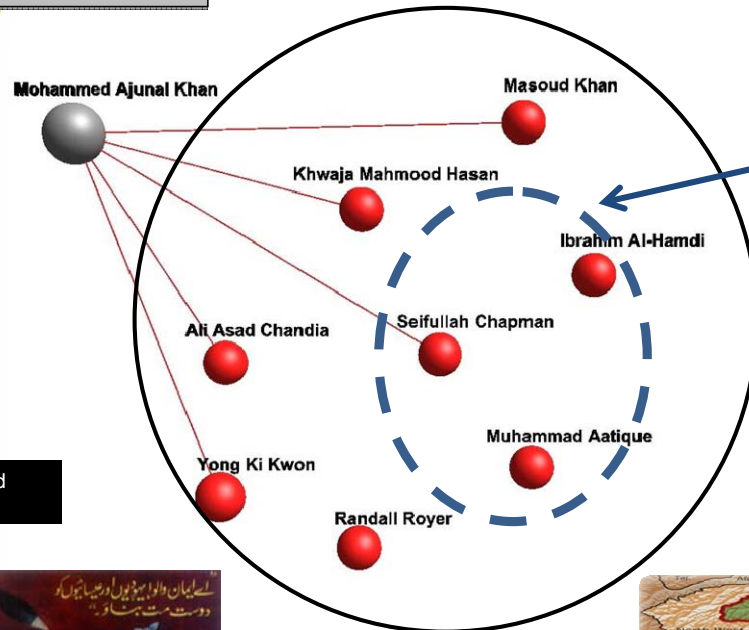 Mohammed Ajunal Khan
Masoud Khan
Khwaja Mahmood Hasan
Ibrahim Al-Hamdi
Seifullah Chapman
Ali Asad Chandia
Muhammad Aatique
Yong Ki Kwon
d
Randall Royer
اے ایمان والو! یہودیوں اور عیسائیوں کو
دوست مت بناؤ